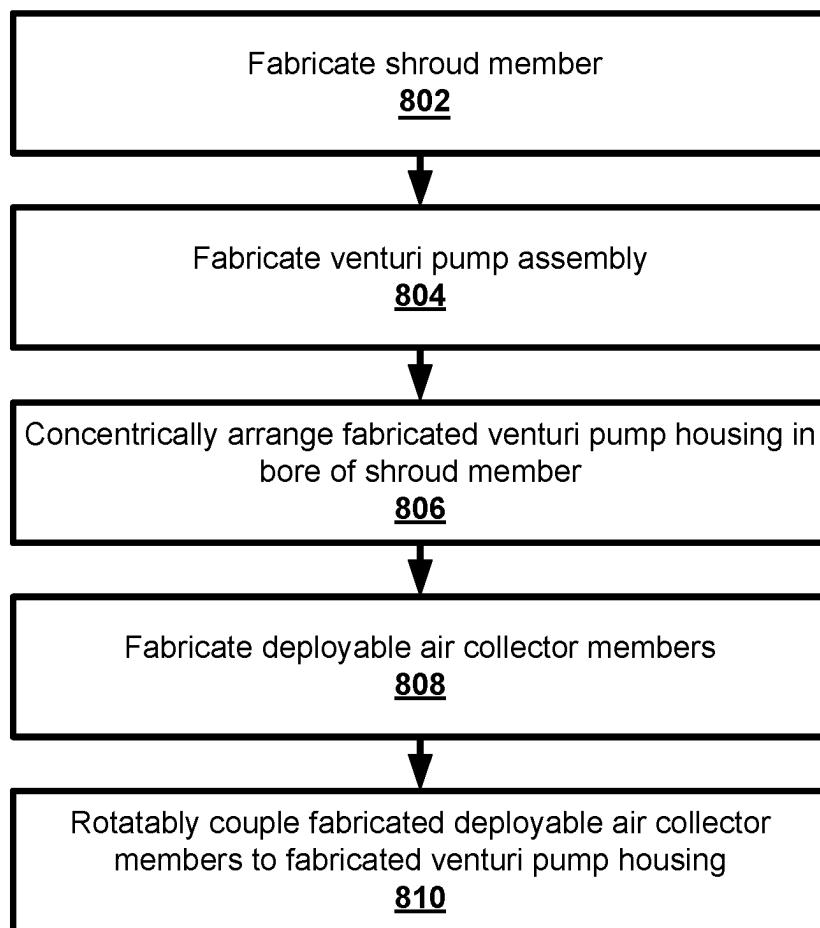 Fabricate shroud member
802
Fabricate venturi pump assembly
804
Concentrically arrange fabricated venturi pump housing in
bore of shroud member
806
Fabricate deployable air collector members
808
Rotatably couple fabricated deployable air collector
members to fabricated venturi pump housing
810